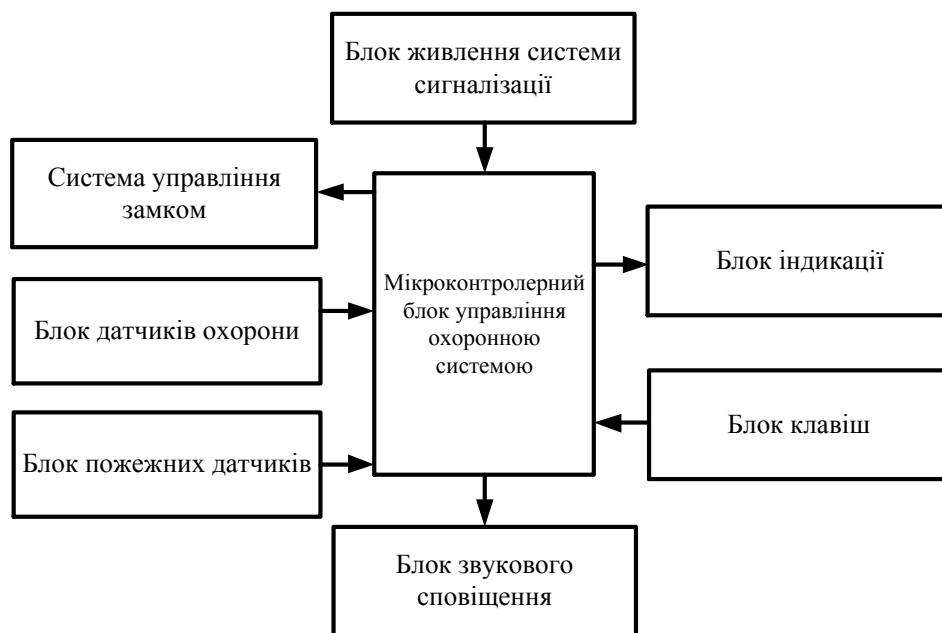 Блок живлення системи
сигналізації
Система управління
замком
Блок датчиків охорони
Блок пожежних датчиків
Мікроконтролерний
блок управління
охоронною
системою
Блок індикації
Блок клавіш
Блок звукового
сповіщення